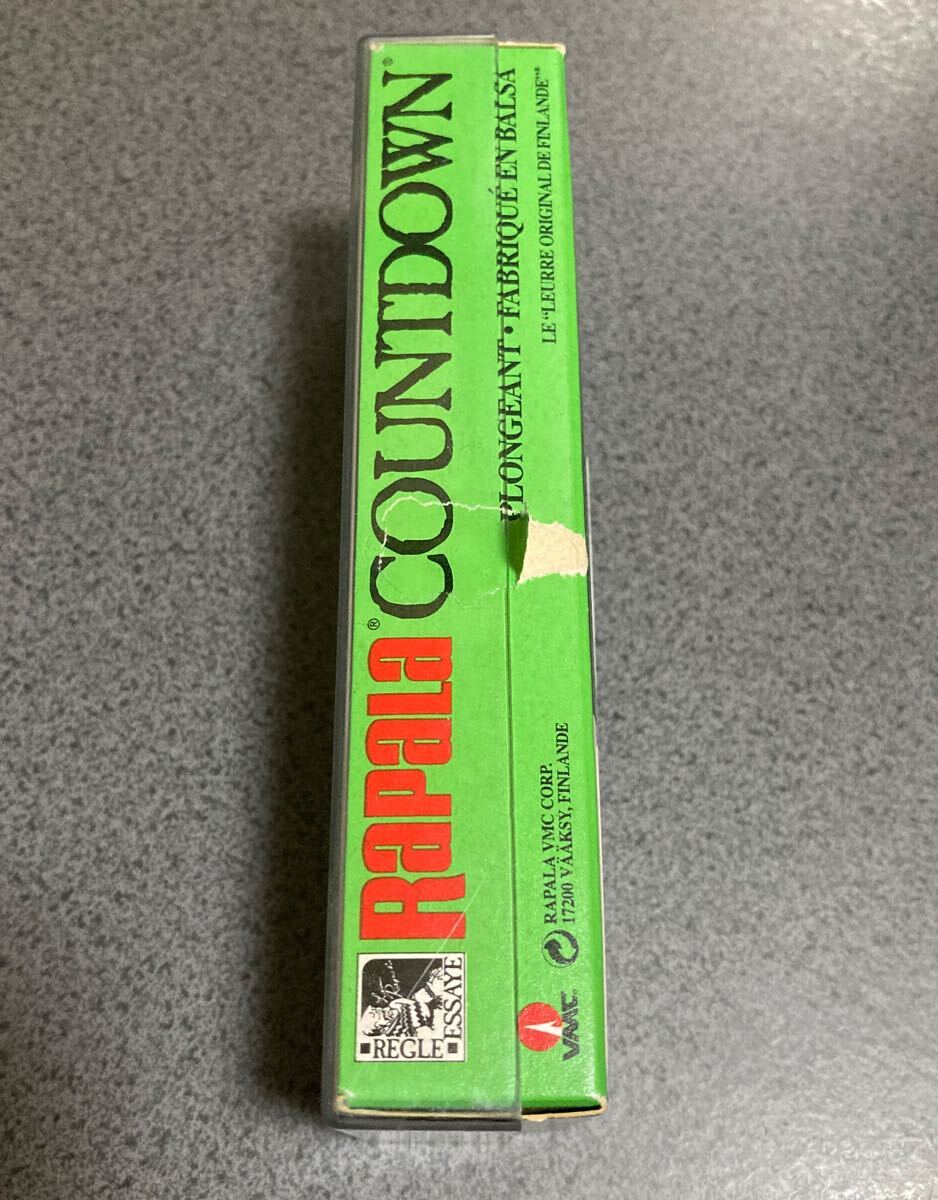 Rapala® COUNTDOWN®
REGLE ESSAYE
PLONGEANT • FABRIQUÉ EN BALSA
LE “LEURRE ORIGINAL DE FINLANDE”®
RAPALA VMC CORP.
17200 VÄÄKSY, FINLANDE
VMC®